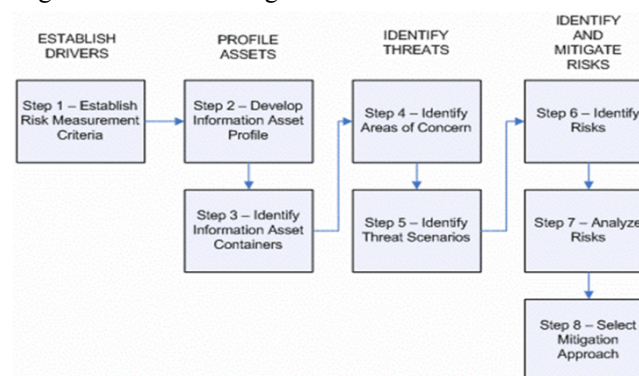 ESTABLISH
DRIVERS
PROFILE
ASSETS
IDENTIFY
THREATS
IDENTIFY
AND
MITIGATE
RISKS
Step 1 – Establish
Risk Measurement
Criteria
Step 2 – Develop
Information Asset
Profile
Step 3 – Identify
Information Asset
Containers
Step 4 – Identify
Areas of Concern
Step 5 – Identify
Threat Scenarios
Step 6 – Identify
Risks
Step 7 – Analyze
Risks
Step 8 – Select
Mitigation
Approach